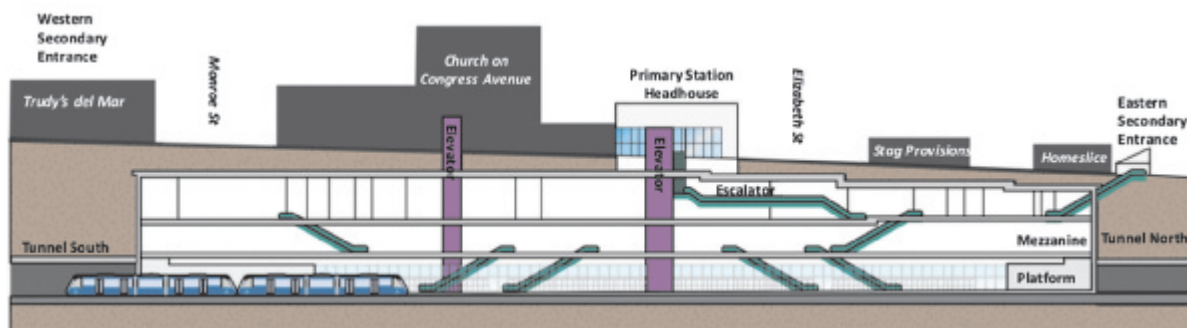 Western
Secondary
Entrance
Trudy's del Mar
Monroe St
Church on
Congress Avenue
Elevator
Primary Station
Headhouse
Elevator
Escalator
Elizabeth St
Stag Provisions
Homeslice
Eastern
Secondary
Entrance
Tunnel South
Mezzanine
Tunnel North
Platform